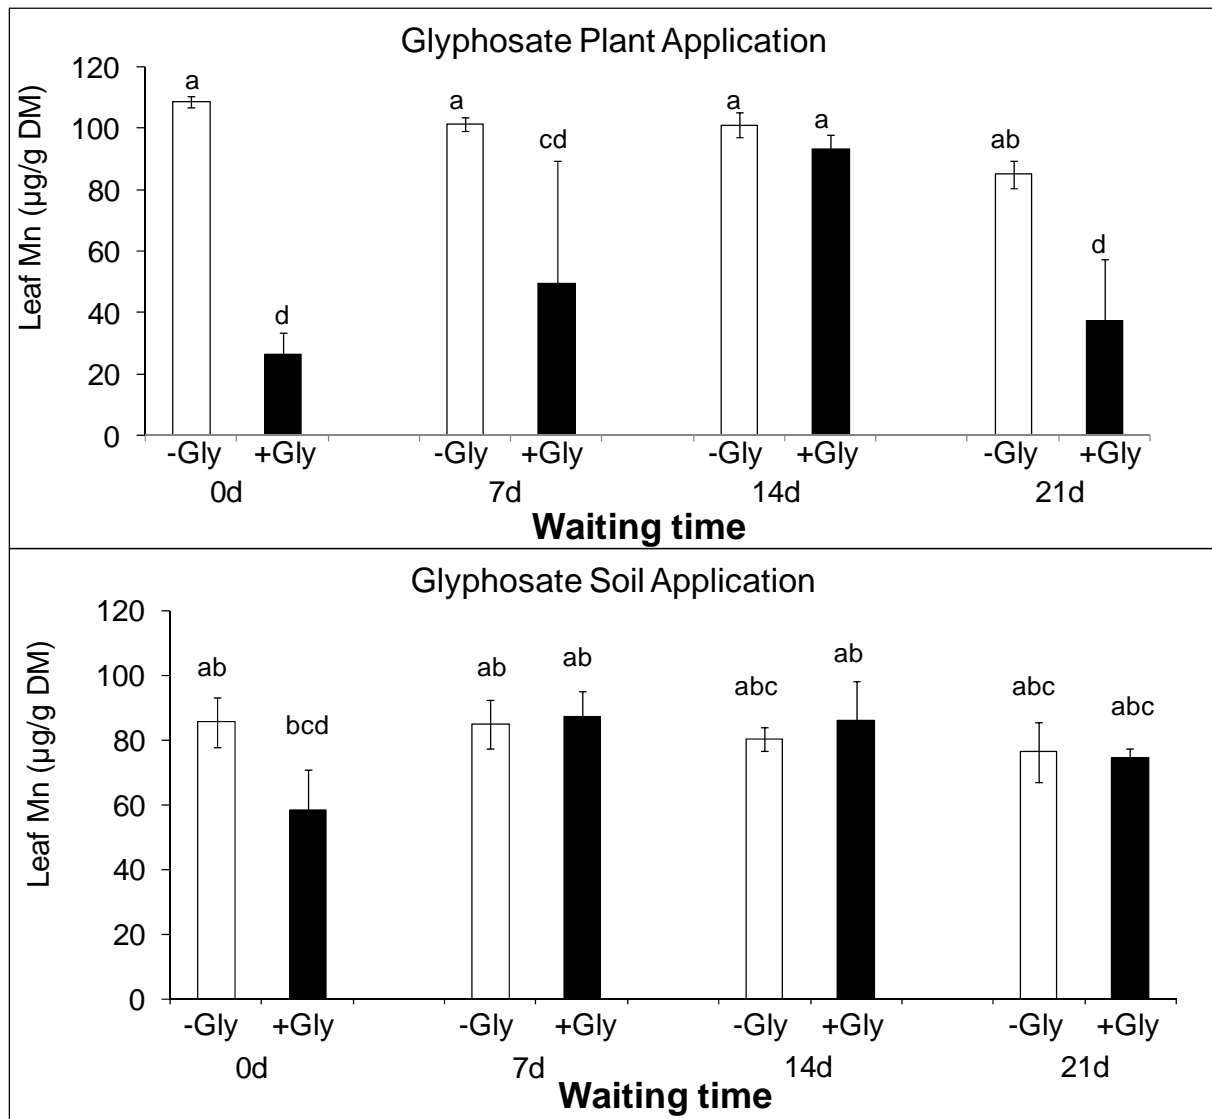 Glyphosate Plant Application
Leaf Mn (µg/g DM)
120
100
80
60
40
20
0
a
d
a
cd
a
a
ab
d
-Gly +Gly -Gly +Gly -Gly +Gly -Gly +Gly
0d 7d 14d 21d
Waiting time
Glyphosate Soil Application
Leaf Mn (µg/g DM)
120
100
80
60
40
20
0
ab
bcd
ab
ab
abc
ab
abc
abc
-Gly +Gly -Gly +Gly -Gly +Gly -Gly +Gly
0d 7d 14d 21d
Waiting time